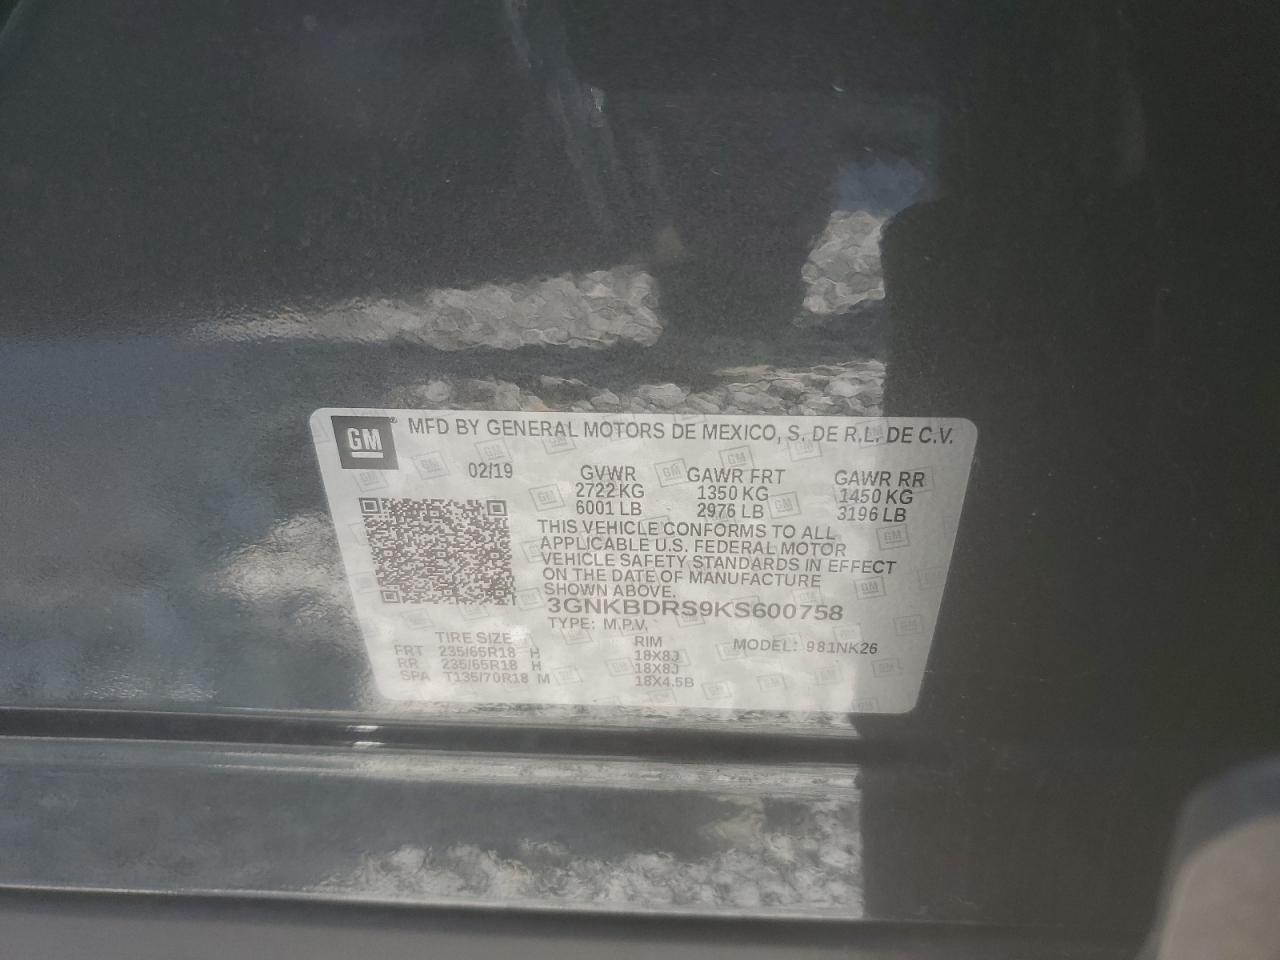 GM® MFD BY GENERAL MOTORS DE MEXICO, S. DE R.L. DE C.V.
02/19 GVWR GAWR FRT GAWR RR
2722 KG 1350 KG 1450 KG
6001 LB 2976 LB 3196 LB
THIS VEHICLE CONFORMS TO ALL
APPLICABLE U.S. FEDERAL MOTOR
VEHICLE SAFETY STANDARDS IN EFFECT
ON THE DATE OF MANUFACTURE
SHOWN ABOVE.
3GNKBDRS9KS600758
TYPE: M.P.V.
TIRE SIZE RIM MODEL: 981NK26
FRT 235/65R18 H 18X8J
RR 235/65R18 H 18X8J
SPA T135/70R18 M 18X4.5B